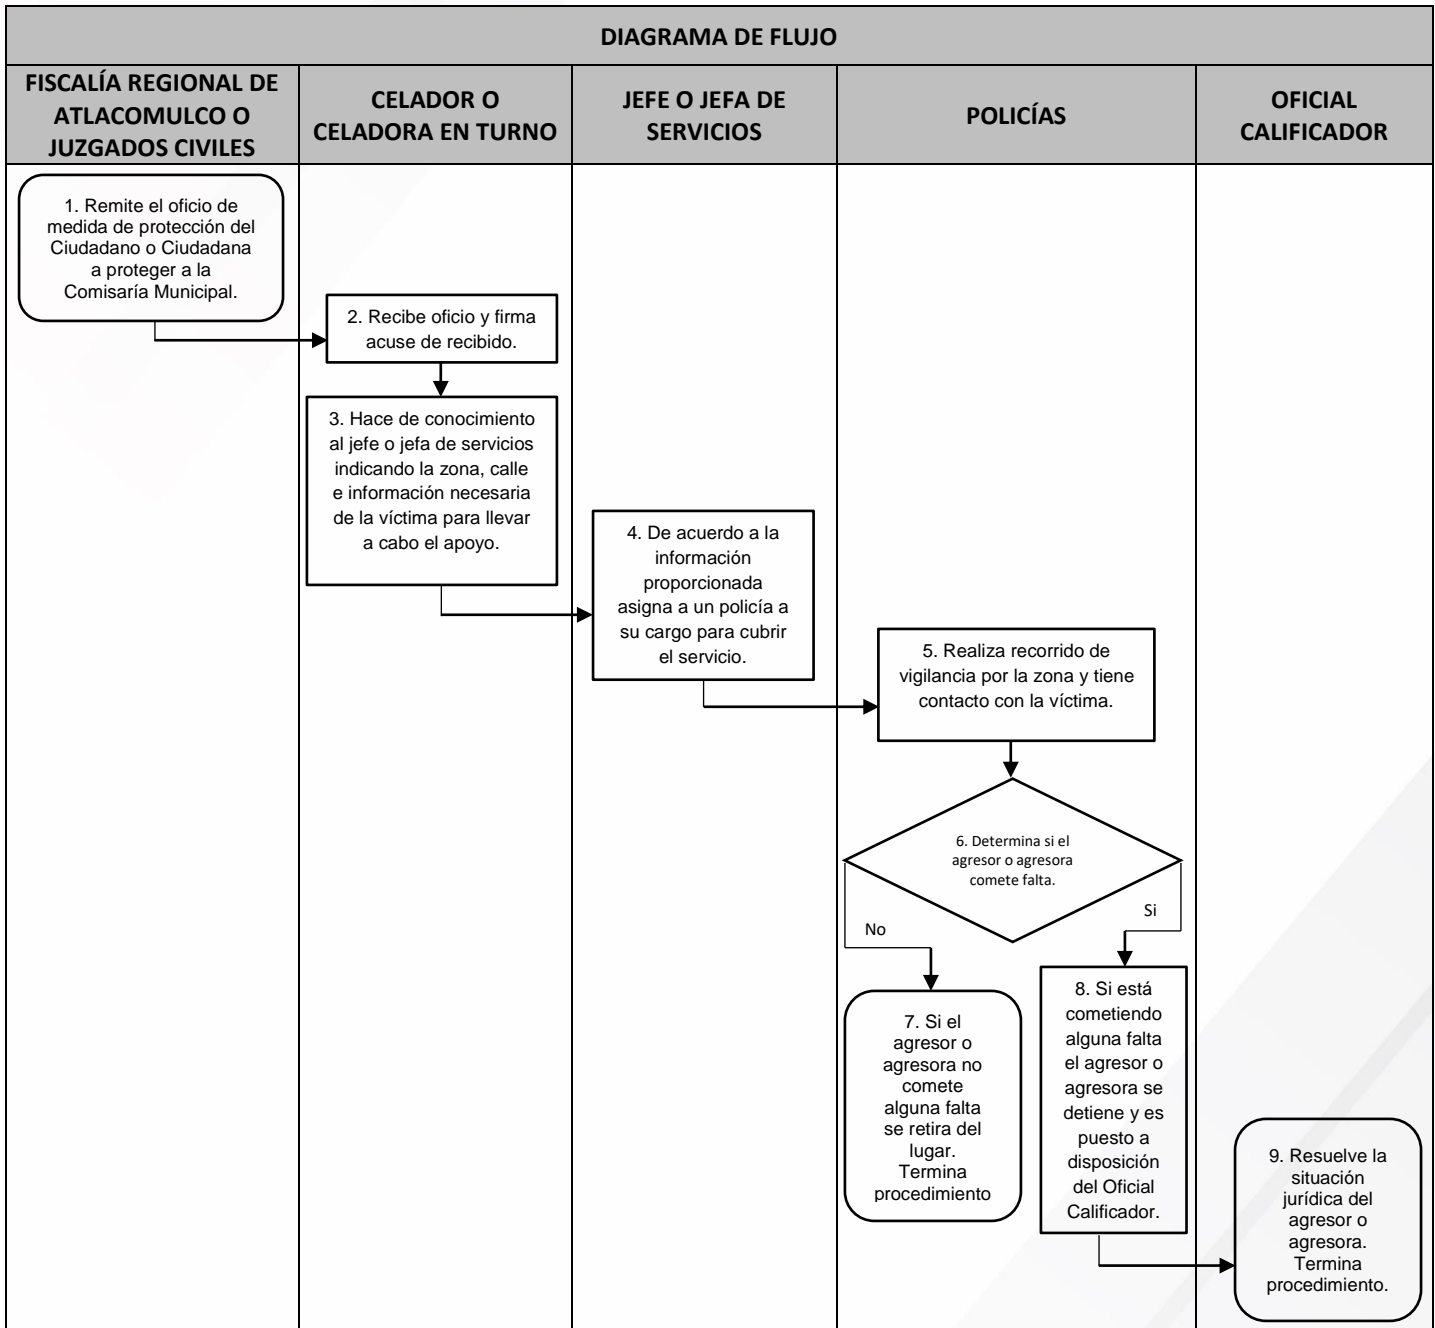 DIAGRAMA DE FLUJO
FISCALÍA REGIONAL DE
ATLACOMULCO O
JUZGADOS CIVILES
CELADOR O
CELADORA EN TURNO
JEFE O JEFA DE
SERVICIOS
POLICÍAS
OFICIAL
CALIFICADOR
1. Remite el oficio de
medida de protección del
Ciudadano o Ciudadana
a proteger a la
Comisaría Municipal.
2. Recibe oficio y firma
acuse de recibido.
3. Hace de conocimiento
al jefe o jefa de servicios
indicando la zona, calle
e información necesaria
de la víctima para llevar
a cabo el apoyo.
4. De acuerdo a la
información
proporcionada
asigna a un policía a
su cargo para cubrir
el servicio.
5. Realiza recorrido de
vigilancia por la zona y tiene
contacto con la víctima.
6. Determina si el
agresor o agresora
comete falta.
No
Si
7. Si el
agresor o
agresora no
comete
alguna falta
se retira del
lugar.
Termina
procedimiento
8. Si está
cometiendo
alguna falta
el agresor o
agresora se
detiene y es
puesto a
disposición
del Oficial
Calificador.
9. Resuelve la
situación
jurídica del
agresor o
agresora.
Termina
procedimiento.